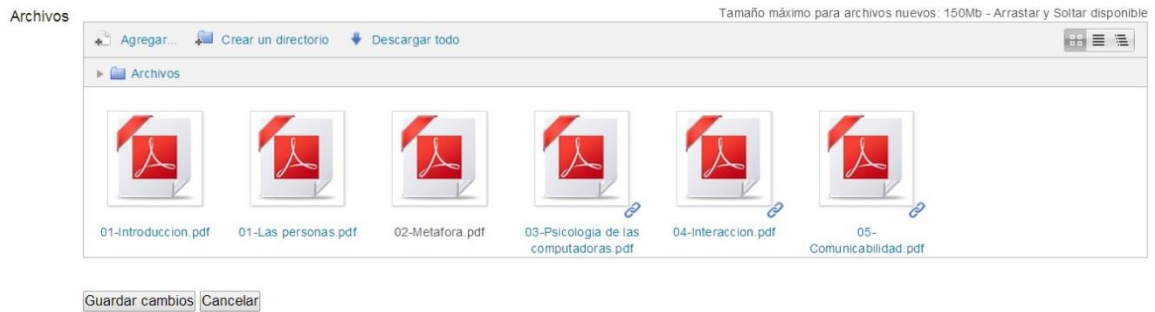 Archivos
Tamaño máximo para archivos nuevos: 150Mb - Arrastar y Soltar disponible
Agregar... Crear un directorio Descargar todo
Archivos
01-Introduccion.pdf 01-Las personas.pdf 02-Metafora.pdf 03-Psicologia de las computadoras.pdf 04-Interaccion.pdf 05-Comunicabilidad.pdf
Guardar cambios Cancelar